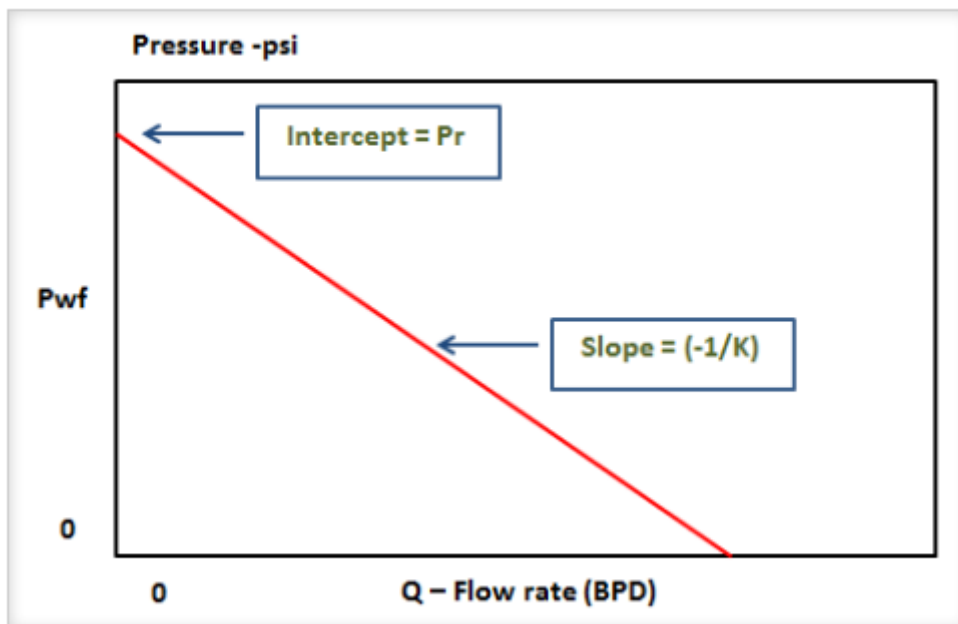 Pressure -psi
Intercept = Pr
Pwf
Slope = (-1/K)
0
0
Q – Flow rate (BPD)